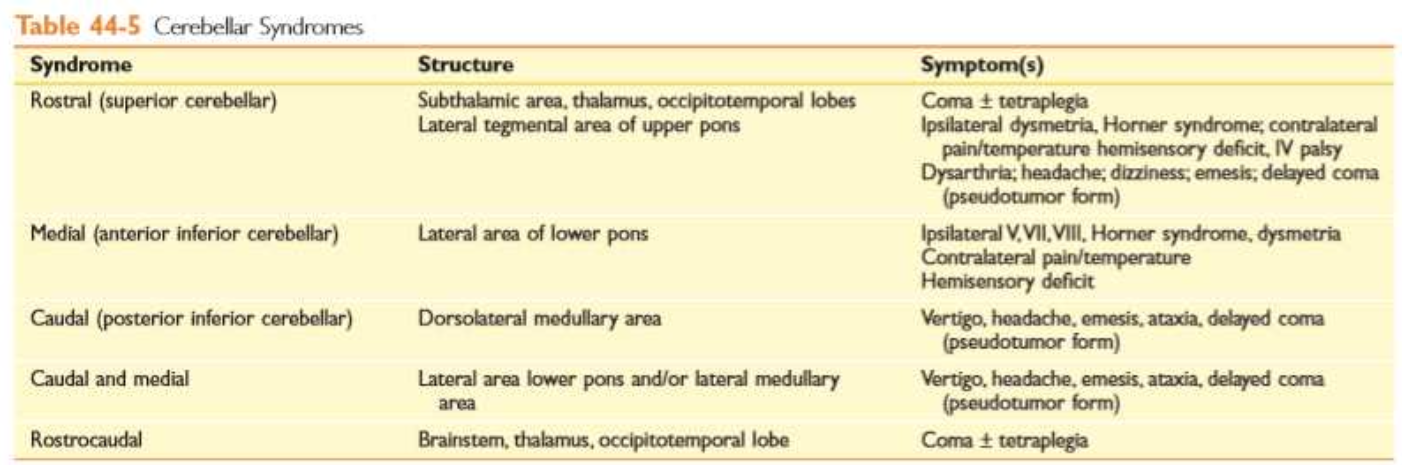 Table 44-5 Cerebellar Syndromes
Syndrome Structure Symptom(s)
Rostral (superior cerebellar) Subthalamic area, thalamus, occipitotemporal lobes Coma ± tetraplegia
Lateral tegmental area of upper pons Ipsilateral dysmetria, Horner syndrome; contralateral
pain/temperature hemisensory deficit, IV palsy
Dysarthria; headache; dizziness; emesis; delayed coma
(pseudotumor form)
Medial (anterior inferior cerebellar) Lateral area of lower pons Ipsilateral V, VII, VIII, Horner syndrome, dysmetria
Contralateral pain/temperature
Hemisensory deficit
Caudal (posterior inferior cerebellar) Dorsolateral medullary area Vertigo, headache, emesis, ataxia, delayed coma
(pseudotumor form)
Caudal and medial Lateral area lower pons and/or lateral medullary Vertigo, headache, emesis, ataxia, delayed coma
area (pseudotumor form)
Rostrocaudal Brainstem, thalamus, occipitotemporal lobe Coma ± tetraplegia